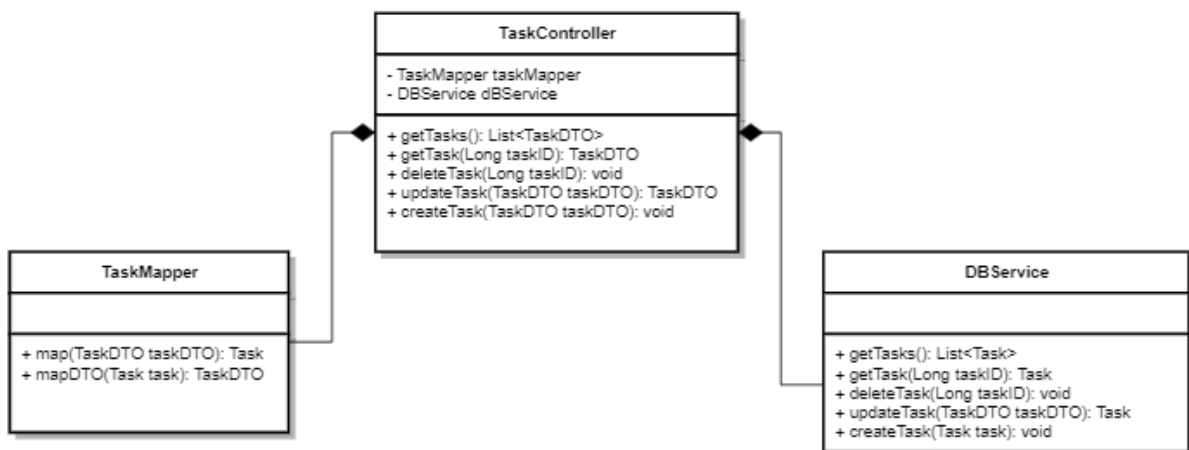 TaskController
- TaskMapper taskMapper
- DBService dBService
+ getTasks(): List<TaskDTO>
+ getTask(Long taskID): TaskDTO
+ deleteTask(Long taskID): void
+ updateTask(TaskDTO taskDTO): TaskDTO
+ createTask(TaskDTO taskDTO): void
TaskMapper
+ map(TaskDTO taskDTO): Task
+ mapDTO(Task task): TaskDTO
DBService
+ getTasks(): List<Task>
+ getTask(Long taskID): Task
+ deleteTask(Long taskID): void
+ updateTask(TaskDTO taskDTO): Task
+ createTask(Task task): void